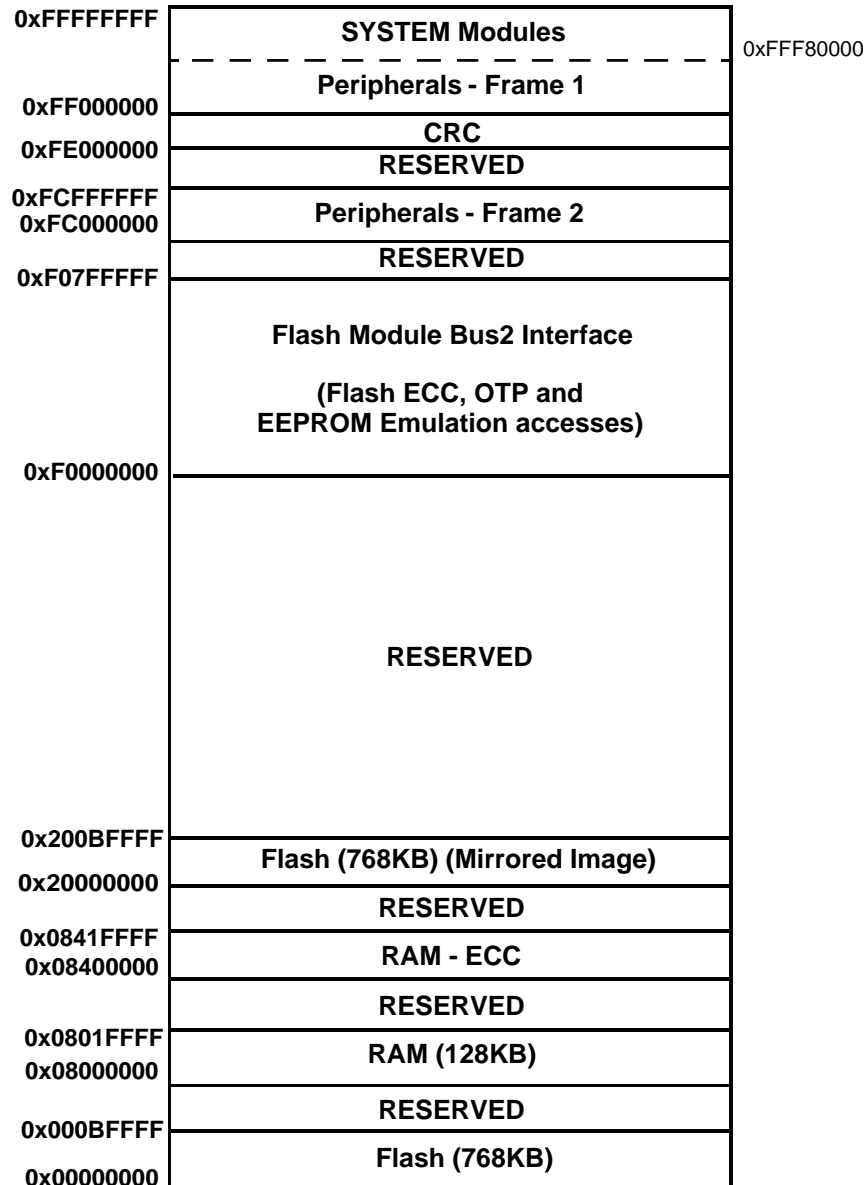 0xFFFFFFFF
SYSTEM Modules
0xFFF80000
Peripherals - Frame 1
0xFF000000
CRC
0xFE000000
RESERVED
0xFCFFFFFF
Peripherals - Frame 2
0xFC000000
RESERVED
0xF07FFFFF
Flash Module Bus2 Interface
(Flash ECC, OTP and
EEPROM Emulation accesses)
0xF0000000
RESERVED
0x200BFFFF
Flash (768KB) (Mirrored Image)
0x20000000
RESERVED
0x0841FFFF
RAM - ECC
0x08400000
RESERVED
0x0801FFFF
RAM (128KB)
0x08000000
RESERVED
0x000BFFFF
Flash (768KB)
0x00000000